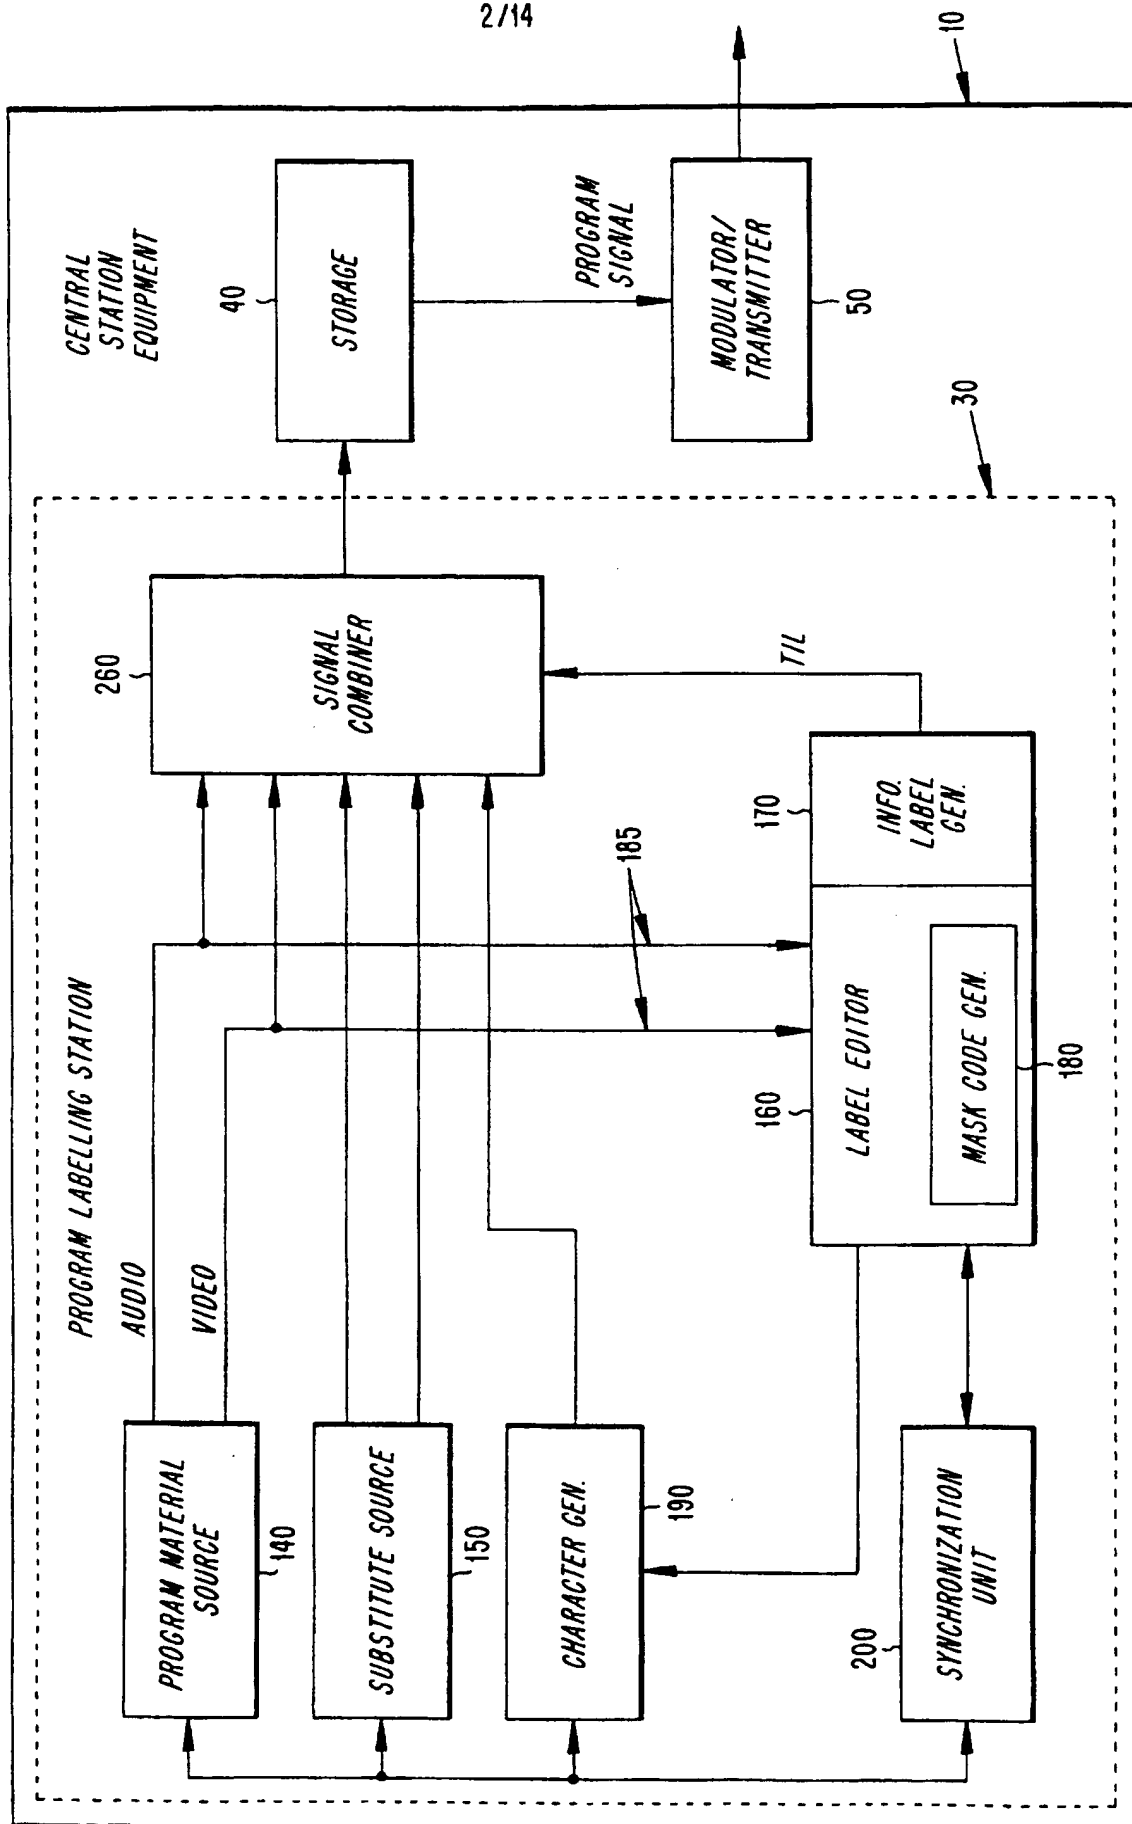 2/14
10
CENTRAL
STATION
EQUIPMENT
40
STORAGE
PROGRAM
SIGNAL
MODULATOR/
TRANSMITTER
50
30
PROGRAM LABELLING STATION
260
SIGNAL
COMBINER
T/L
AUDIO
VIDEO
185
PROGRAM MATERIAL
SOURCE
140
SUBSTITUTE SOURCE
150
CHARACTER GEN.
190
160
LABEL EDITOR
170
INFO.
LABEL
GEN.
MASK CODE GEN.
180
200
SYNCHRONIZATION
UNIT